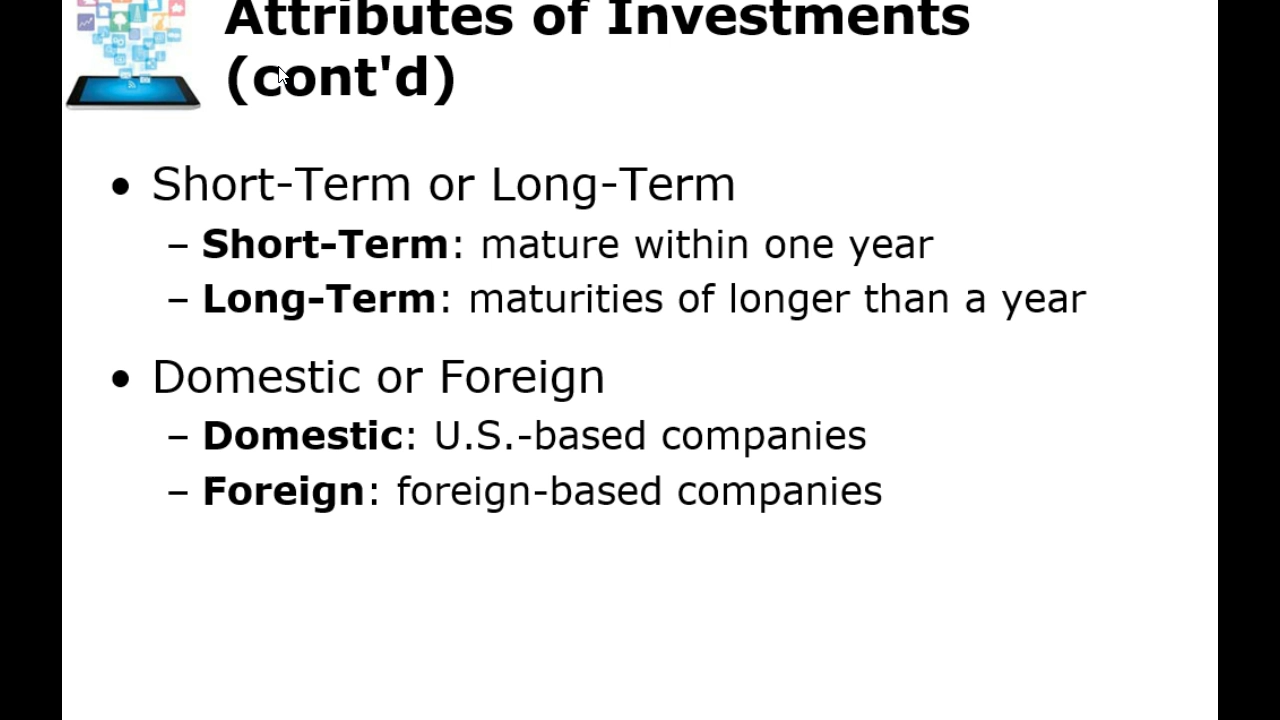 Attributes of Investments
(cont'd)
• Short-Term or Long-Term
– Short-Term: mature within one year
– Long-Term: maturities of longer than a year
• Domestic or Foreign
– Domestic: U.S.-based companies
– Foreign: foreign-based companies